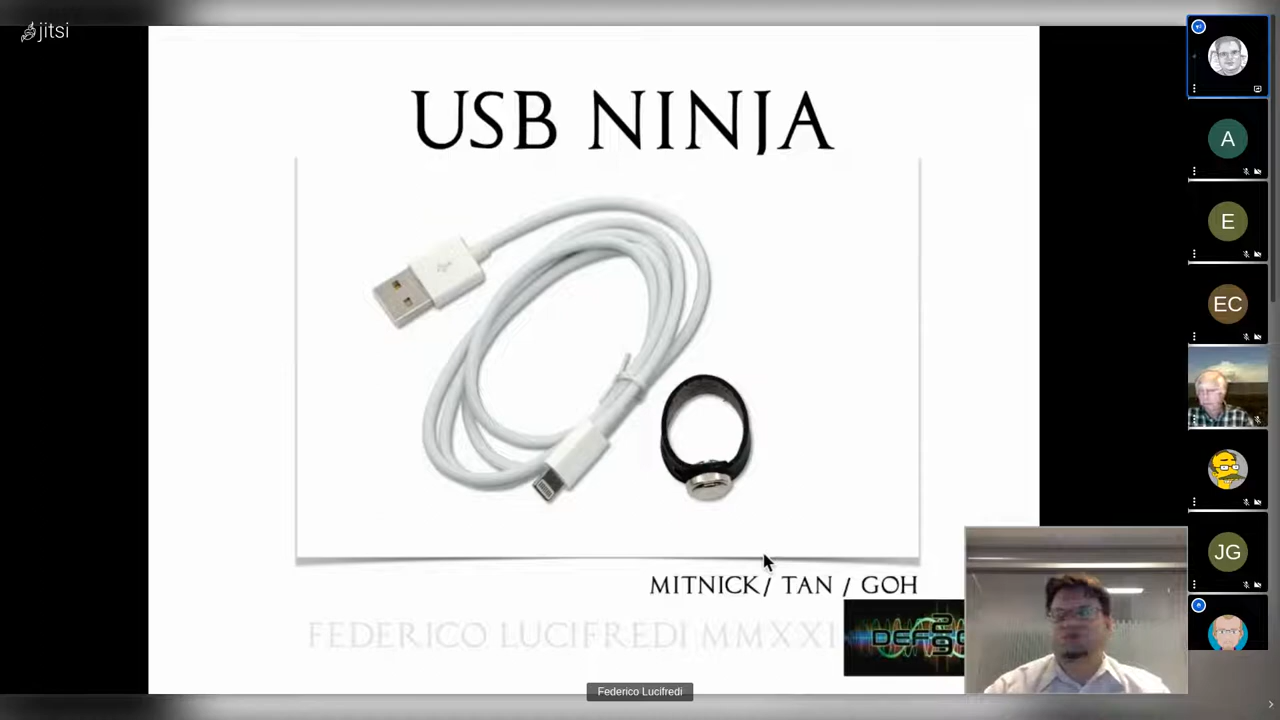 jitsi
USB NINJA
MITNICK / TAN / GOH
FEDERICO LUCIFREDI MMXXI
Federico Lucifredi
A
E
EC
JG